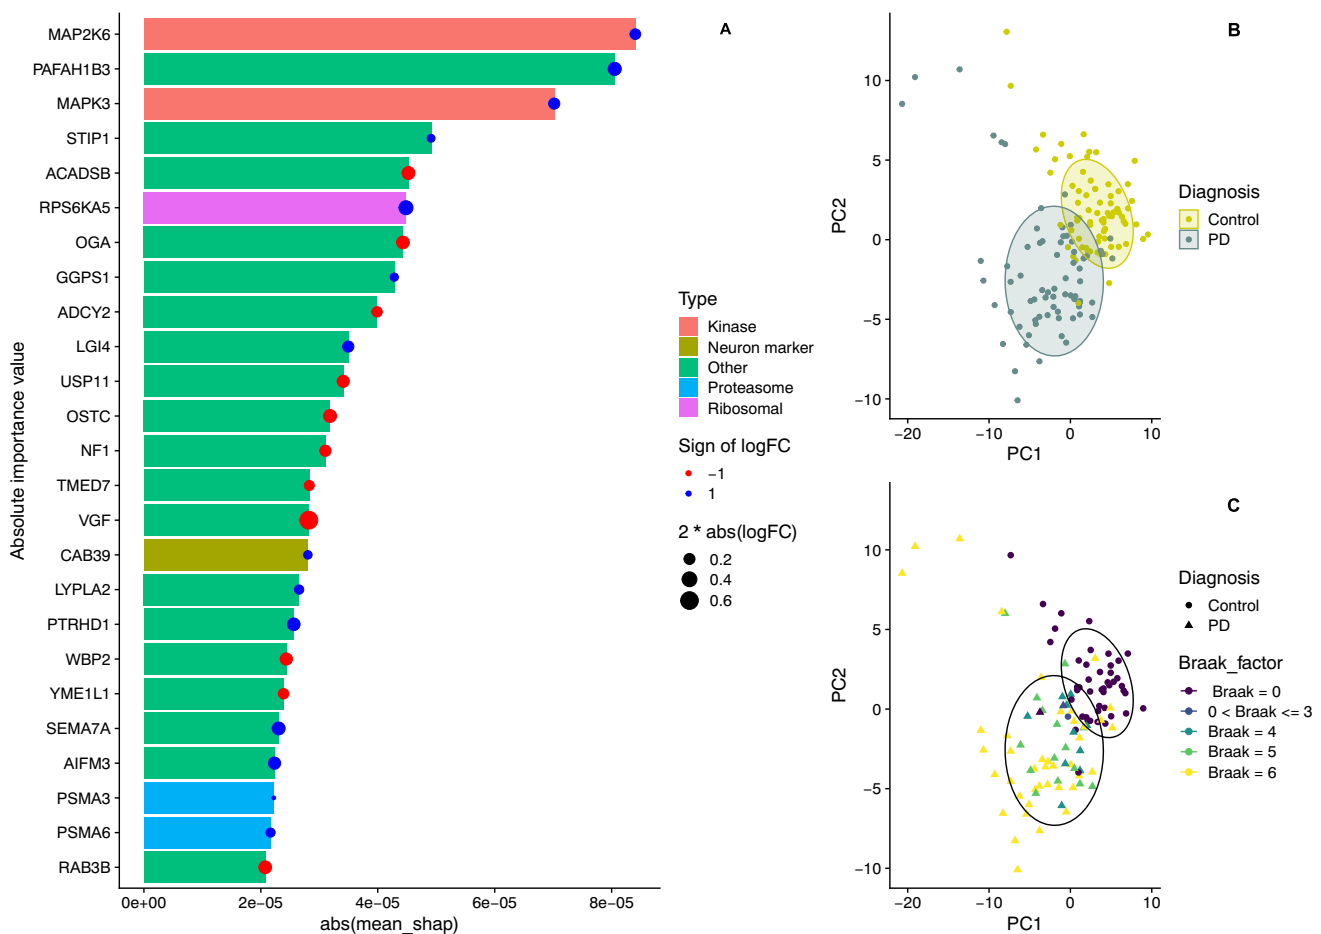 A
Absolute importance value
MAP2K6
PAFAH1B3
MAPK3
STIP1
ACADSB
RPS6KA5
OGA
GGPS1
ADCY2
LGI4
USP11
OSTC
NF1
TMED7
VGF
CAB39
LYPLA2
PTRHD1
WBP2
YME1L1
SEMA7A
AIFM3
PSMA3
PSMA6
RAB3B
0e+00 2e-05 4e-05 6e-05 8e-05
abs(mean_shap)
Type
Kinase
Neuron marker
Other
Proteasome
Ribosomal
Sign of logFC
−1
1
2 * abs(logFC)
0.2
0.4
0.6
B
PC2
10
5
0
−5
−10
−20 −10 0 10
PC1
Diagnosis
Control
PD
C
PC2
10
5
0
−5
−10
−20 −10 0 10
PC1
Diagnosis
Control
PD
Braak_factor
Braak = 0
0 < Braak <= 3
Braak = 4
Braak = 5
Braak = 6